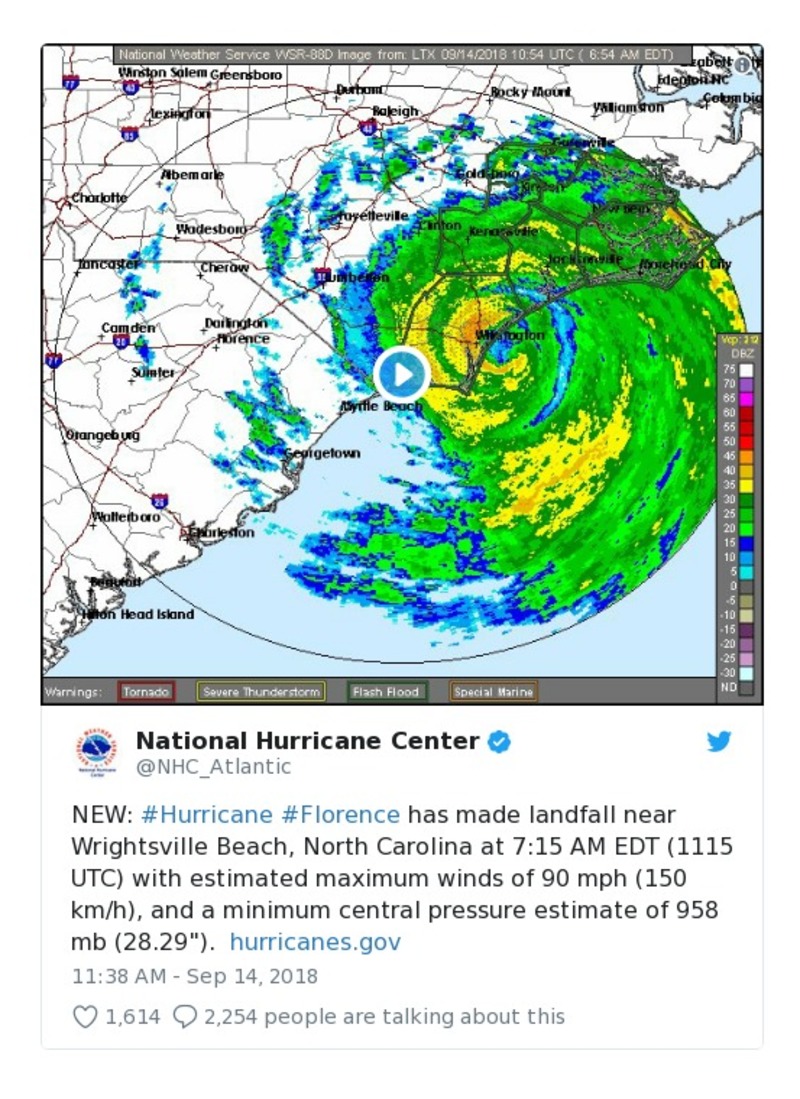 National Weather Service WSR-88D Image from: LTX 09/14/2018 10:54 UTC ( 6:54 AM EDT)
Winston Salem Greensboro
Edenton NC
Durham
Rocky Mount
Columbia
Williamston
Lexington
Raleigh
Greenville
Albemarle
Goldsboro
Kinston
Charlotte
Fayetteville
New Bern
Wadesboro
Clinton
Kenansville
Lancaster
Cheraw
Jacksonville
Morehead City
Lumberton
Camden
Darlington
Florence
Wilmington
Vcp: 212
DBZ
Sumter
75
70
65
60
55
50
45
40
35
30
25
20
15
10
5
0
-5
-10
-15
-20
-25
-30
ND
Myrtle Beach
Orangeburg
Georgetown
Walterboro
Charleston
Beaufort
Hilton Head Island
Warnings: Tornado Severe Thunderstorm Flash Flood Special Marine
National Hurricane Center
@NHC_Atlantic
NEW: #Hurricane #Florence has made landfall near
Wrightsville Beach, North Carolina at 7:15 AM EDT (1115
UTC) with estimated maximum winds of 90 mph (150
km/h), and a minimum central pressure estimate of 958
mb (28.29"). hurricanes.gov
11:38 AM - Sep 14, 2018
1,614 2,254 people are talking about this